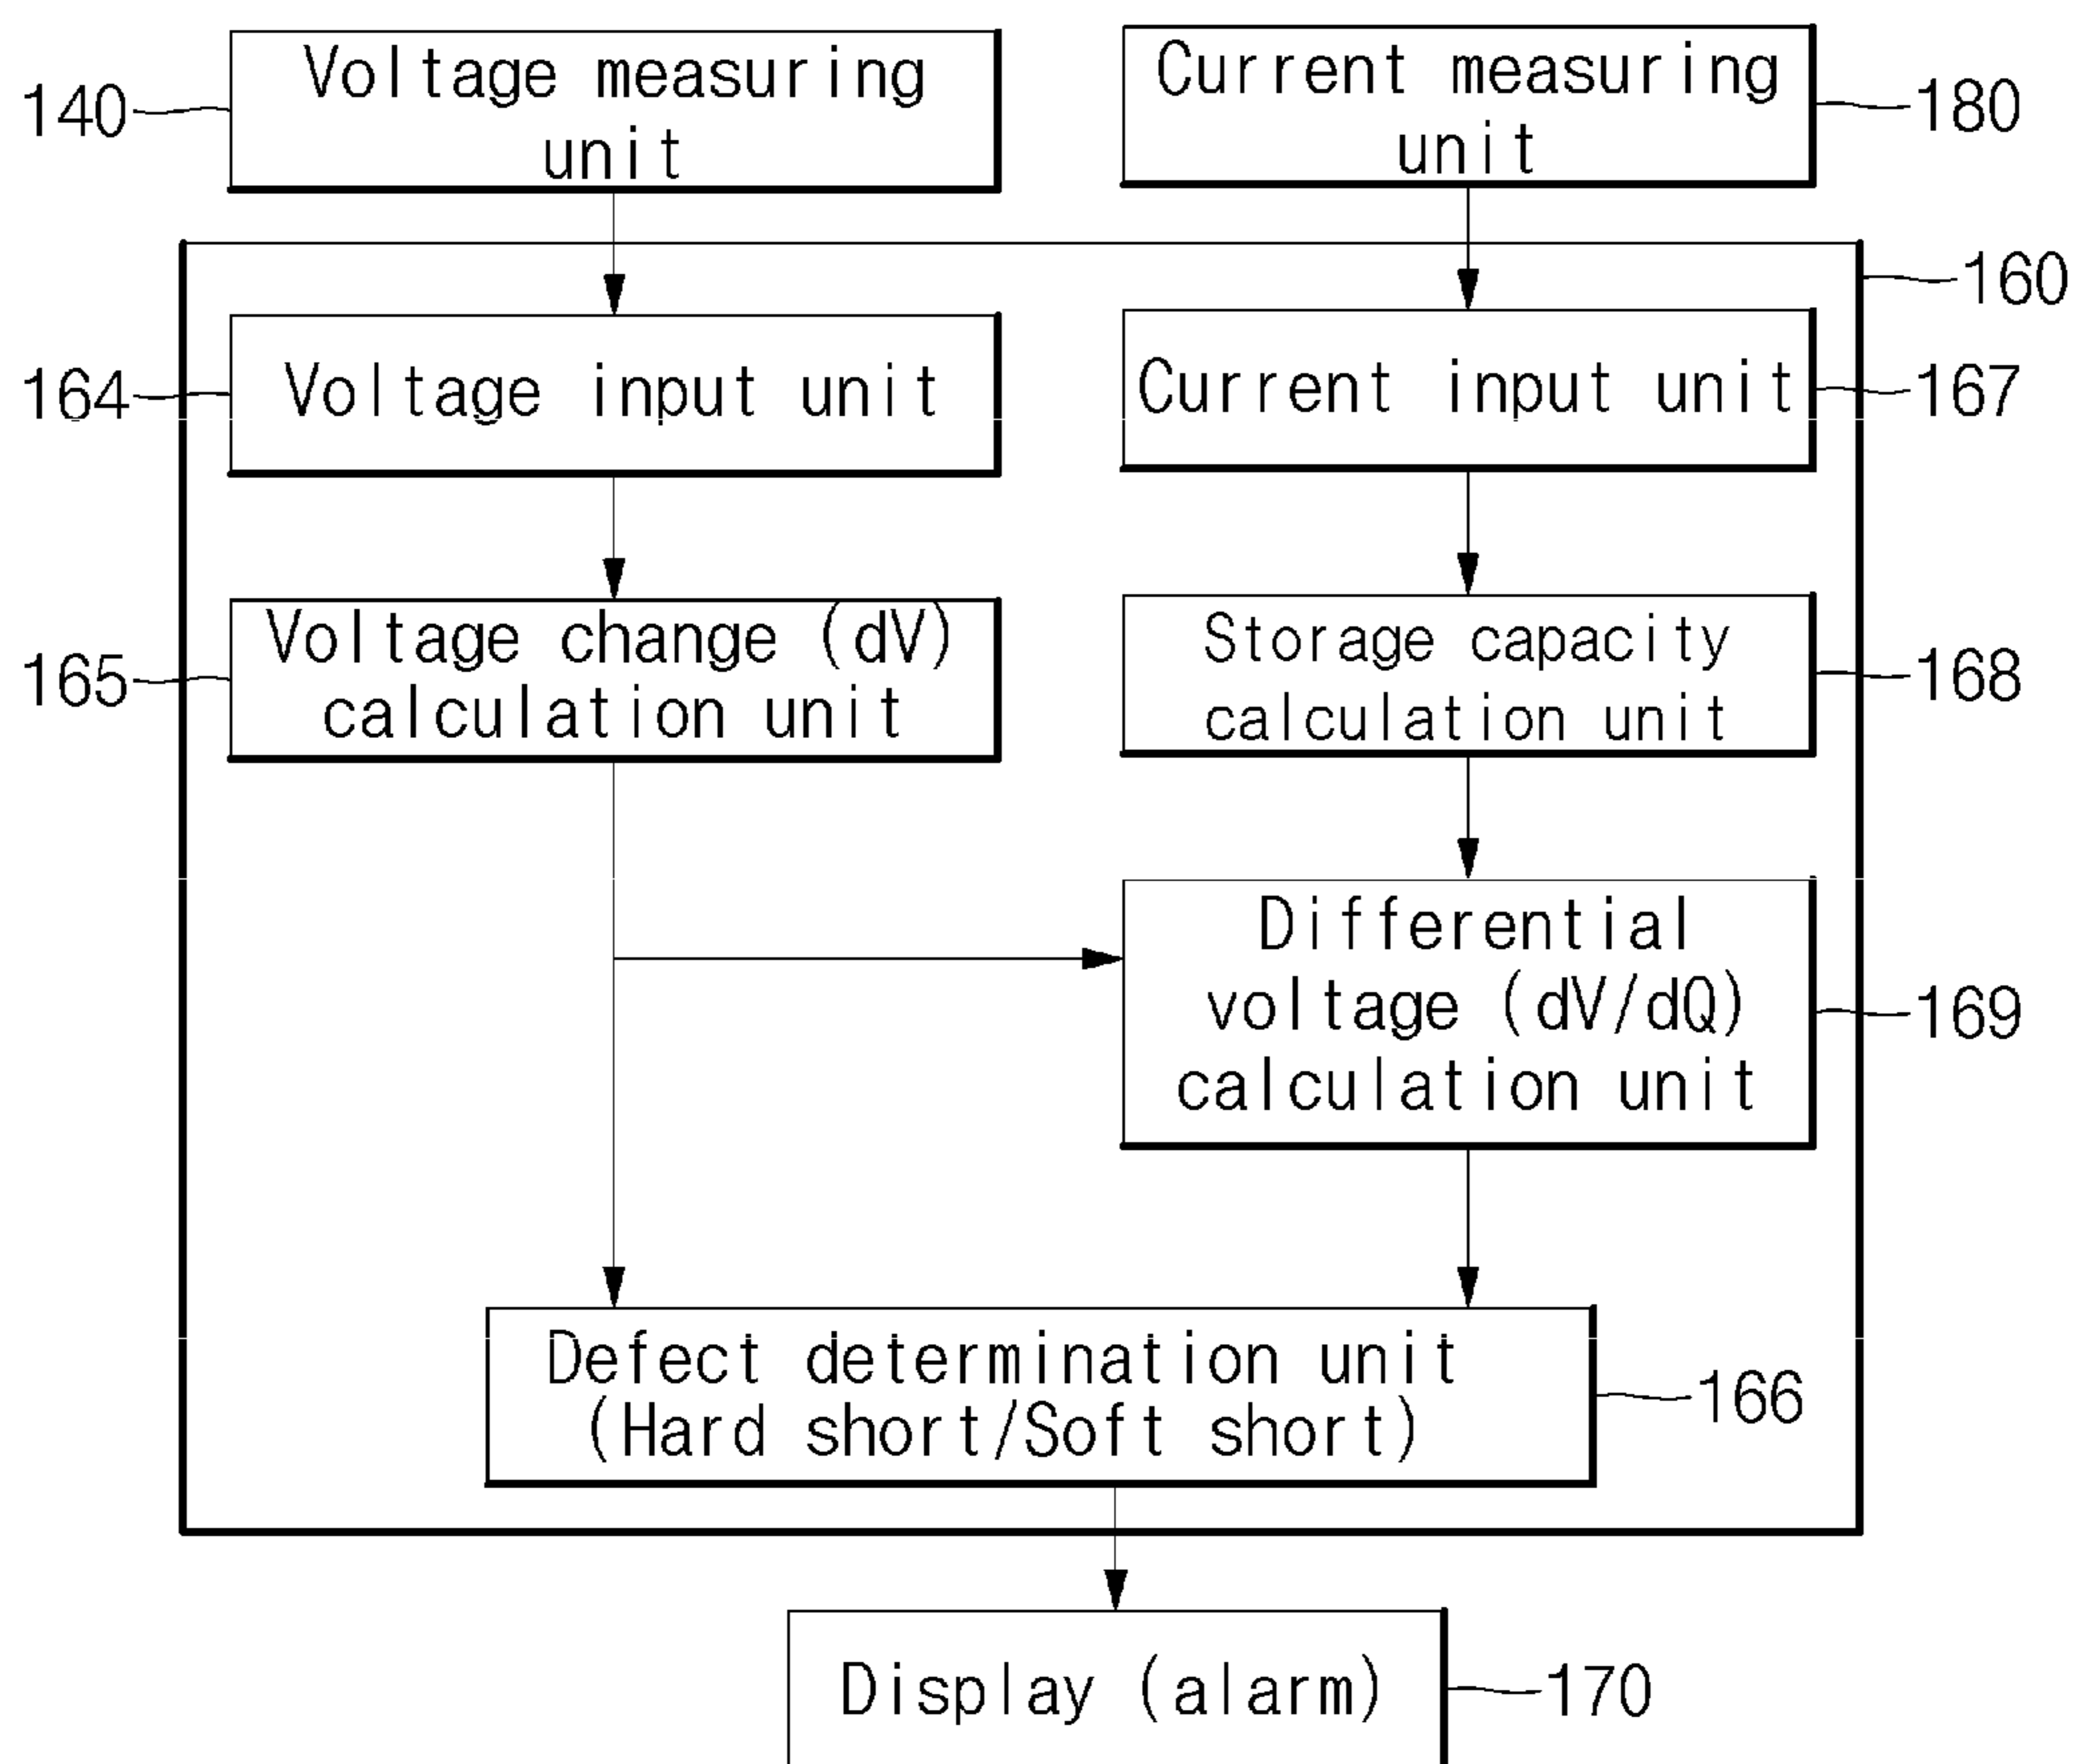 Voltage measuring
unit
140
Current measuring
unit
180
160
Voltage input unit
164
Current input unit
167
Voltage change (dV)
calculation unit
165
Storage capacity
calculation unit
168
Differential
voltage (dV/dQ)
calculation unit
169
Defect determination unit
(Hard short/Soft short)
166
Display (alarm)
170